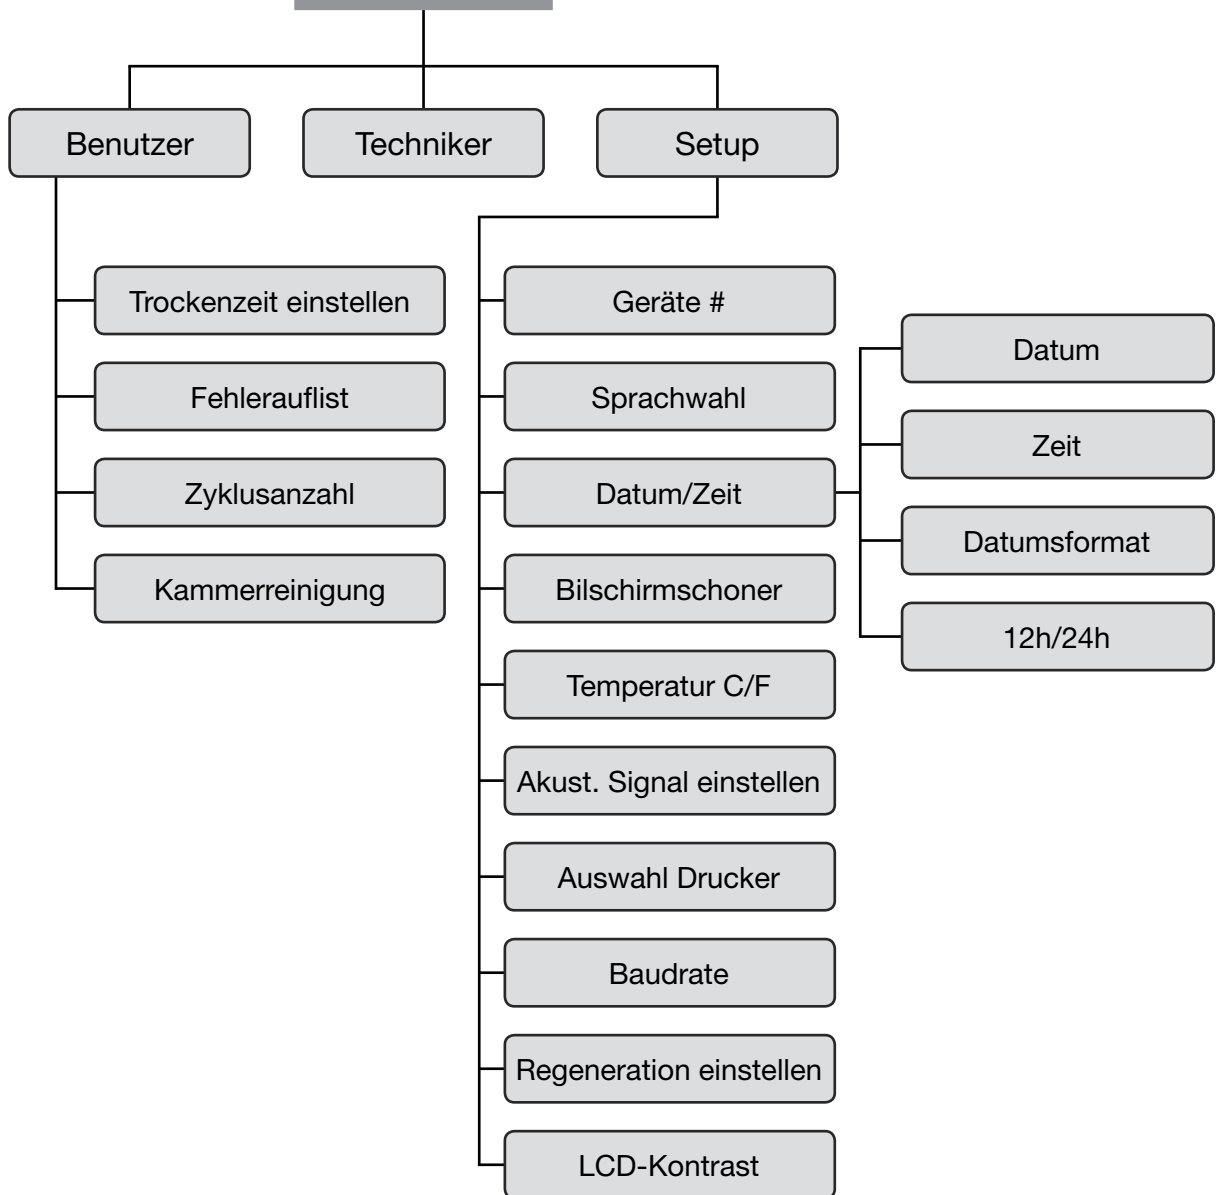 Benutzer
Techniker
Setup
Trockenzeit einstellen
Fehlerauflist
Zyklusanzahl
Kammerreinigung
Geräte #
Sprachwahl
Datum/Zeit
Bilschirmschoner
Temperatur C/F
Akust. Signal einstellen
Auswahl Drucker
Baudrate
Regeneration einstellen
LCD-Kontrast
Datum
Zeit
Datumsformat
12h/24h